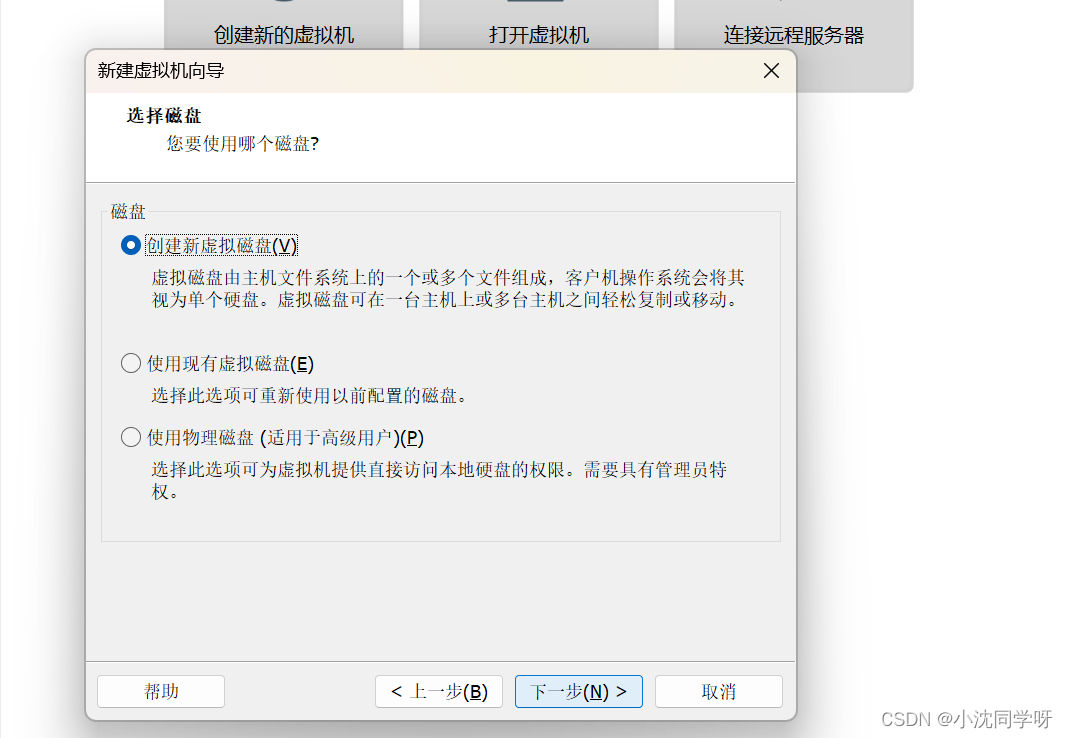 创建新的虚拟机 打开虚拟机 连接远程服务器
新建虚拟机向导
选择磁盘
您要使用哪个磁盘?
磁盘
创建新虚拟磁盘(V)
虚拟磁盘由主机文件系统上的一个或多个文件组成，客户机操作系统会将其
视为单个硬盘。虚拟磁盘可在一台主机上或多台主机之间轻松复制或移动。
使用现有虚拟磁盘(E)
选择此选项可重新使用以前配置的磁盘。
使用物理磁盘 (适用于高级用户)(P)
选择此选项可为虚拟机提供直接访问本地硬盘的权限。需要具有管理员特
权。
帮助 < 上一步(B) 下一步(N) > 取消
CSDN @小沈同学呀